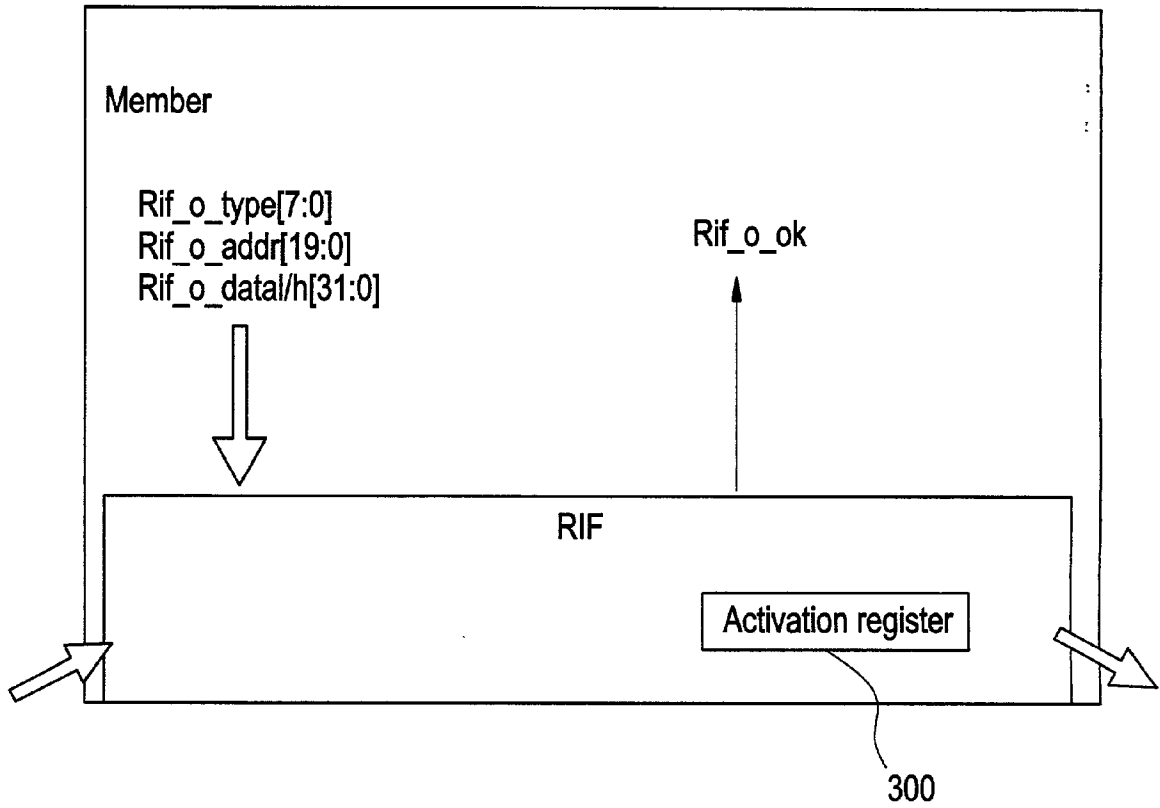 Member
Rif_o_type[7:0]
Rif_o_addr[19:0]
Rif_o_datal/h[31:0]
Rif_o_ok
RIF
Activation register
300